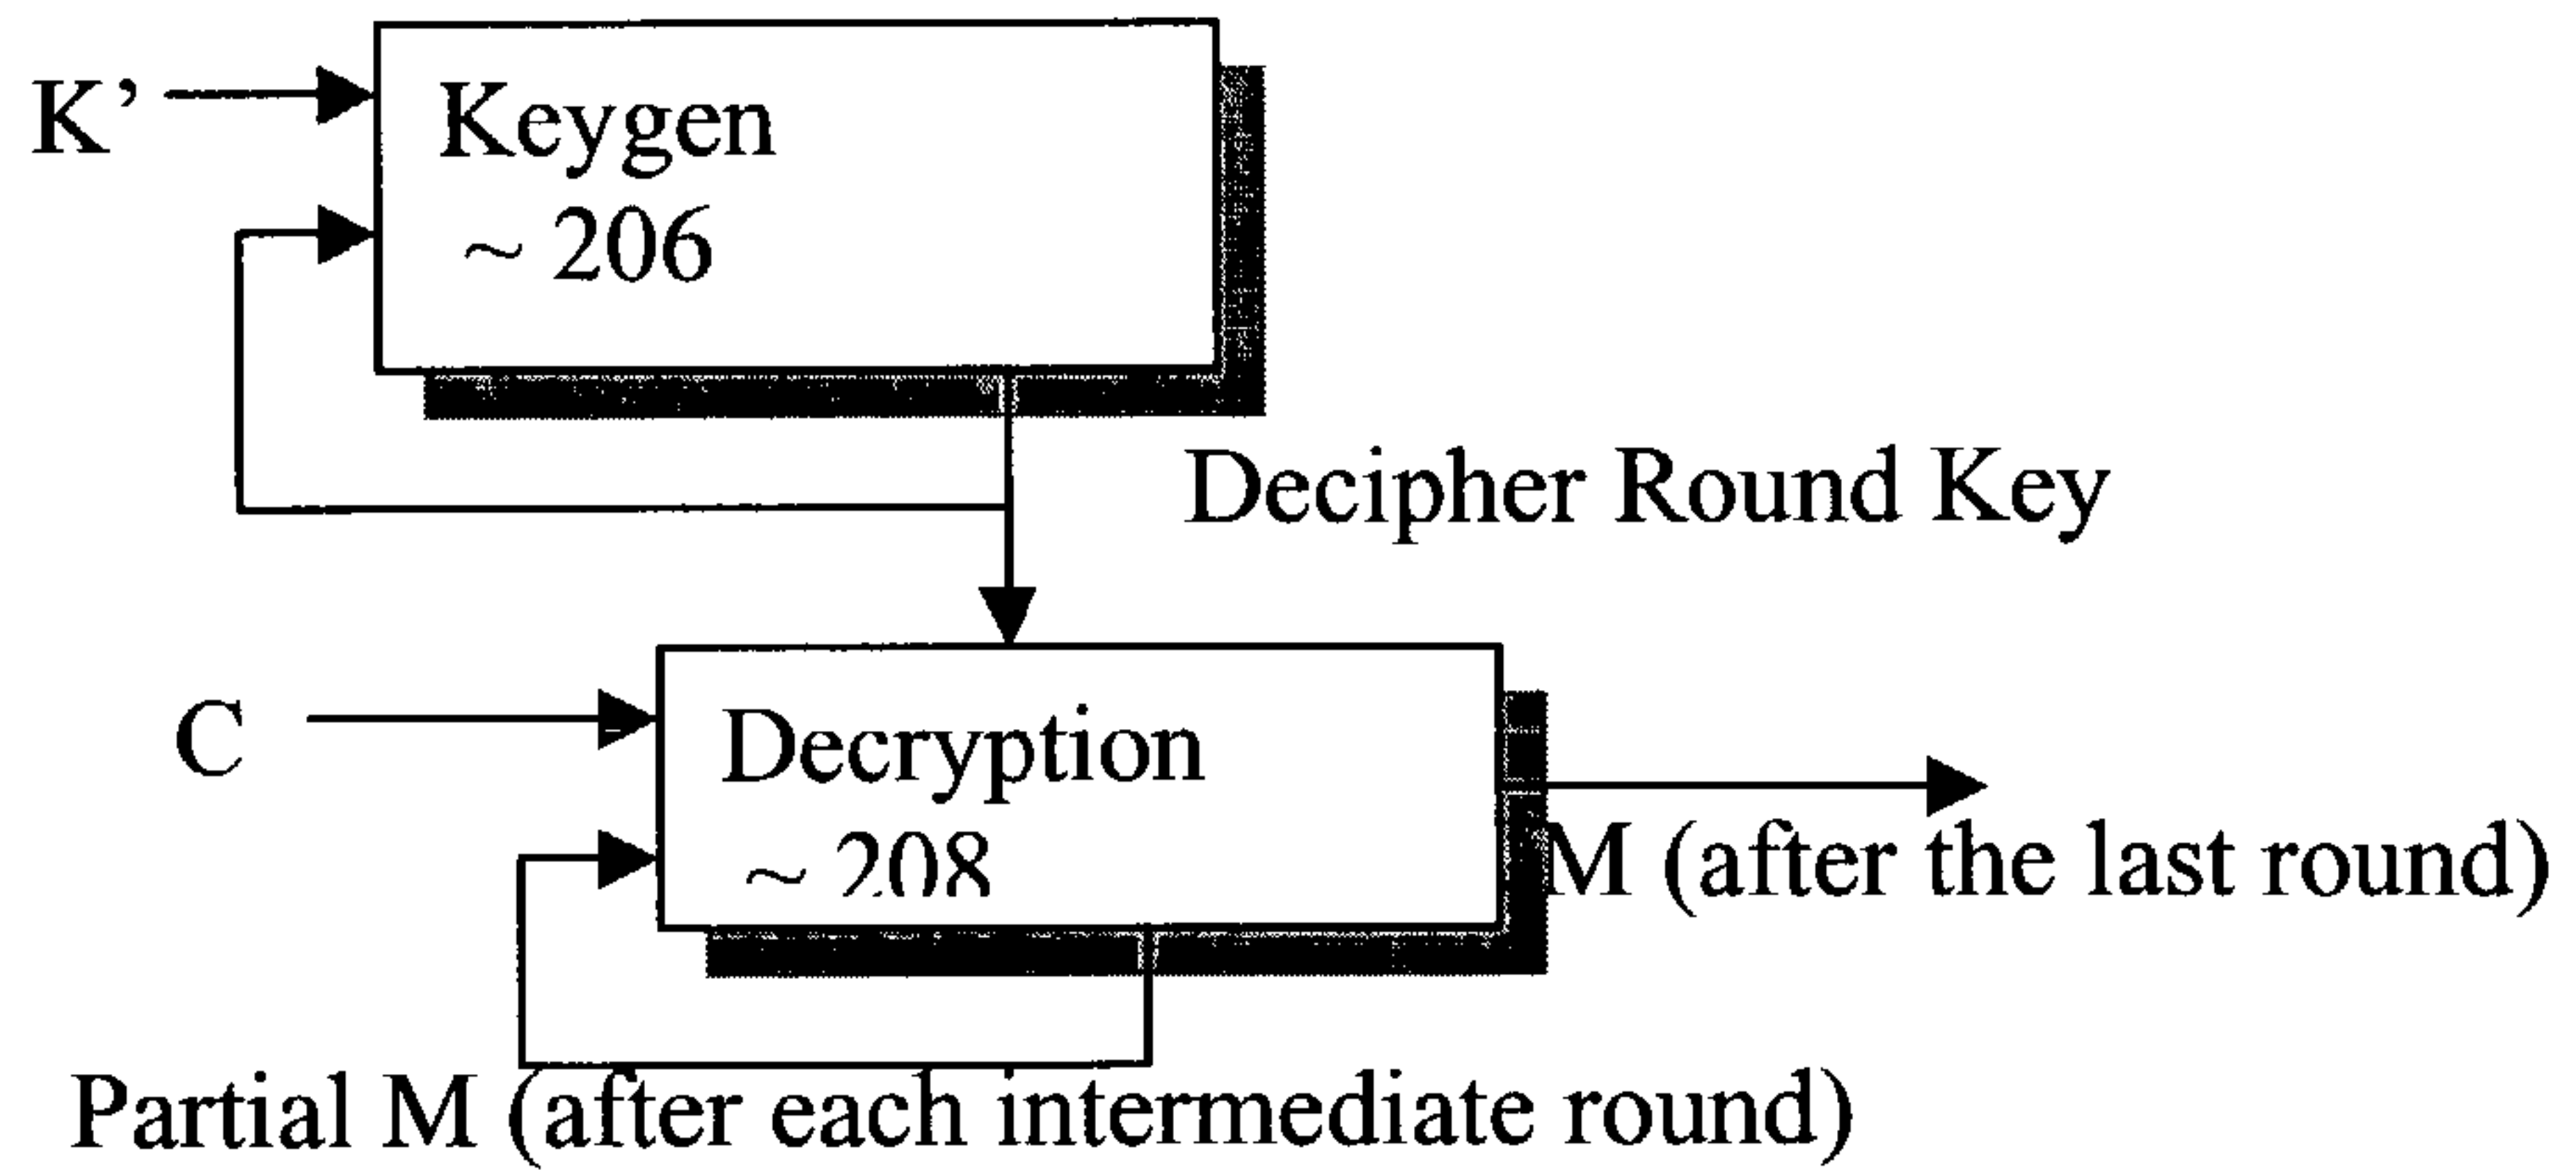 K’
Keygen
~ 206
Decipher Round Key
C
Decryption
~ 208
M (after the last round)
Partial M (after each intermediate round)